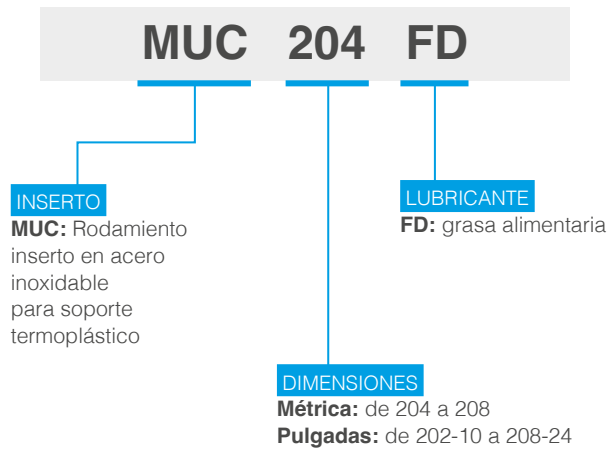 MUC 204 FD
INSERTO
MUC: Rodamiento
inserto en acero
inoxidable
para soporte
termoplástico
LUBRICANTE
FD: grasa alimentaria
DIMENSIONES
Métrica: de 204 a 208
Pulgadas: de 202-10 a 208-24